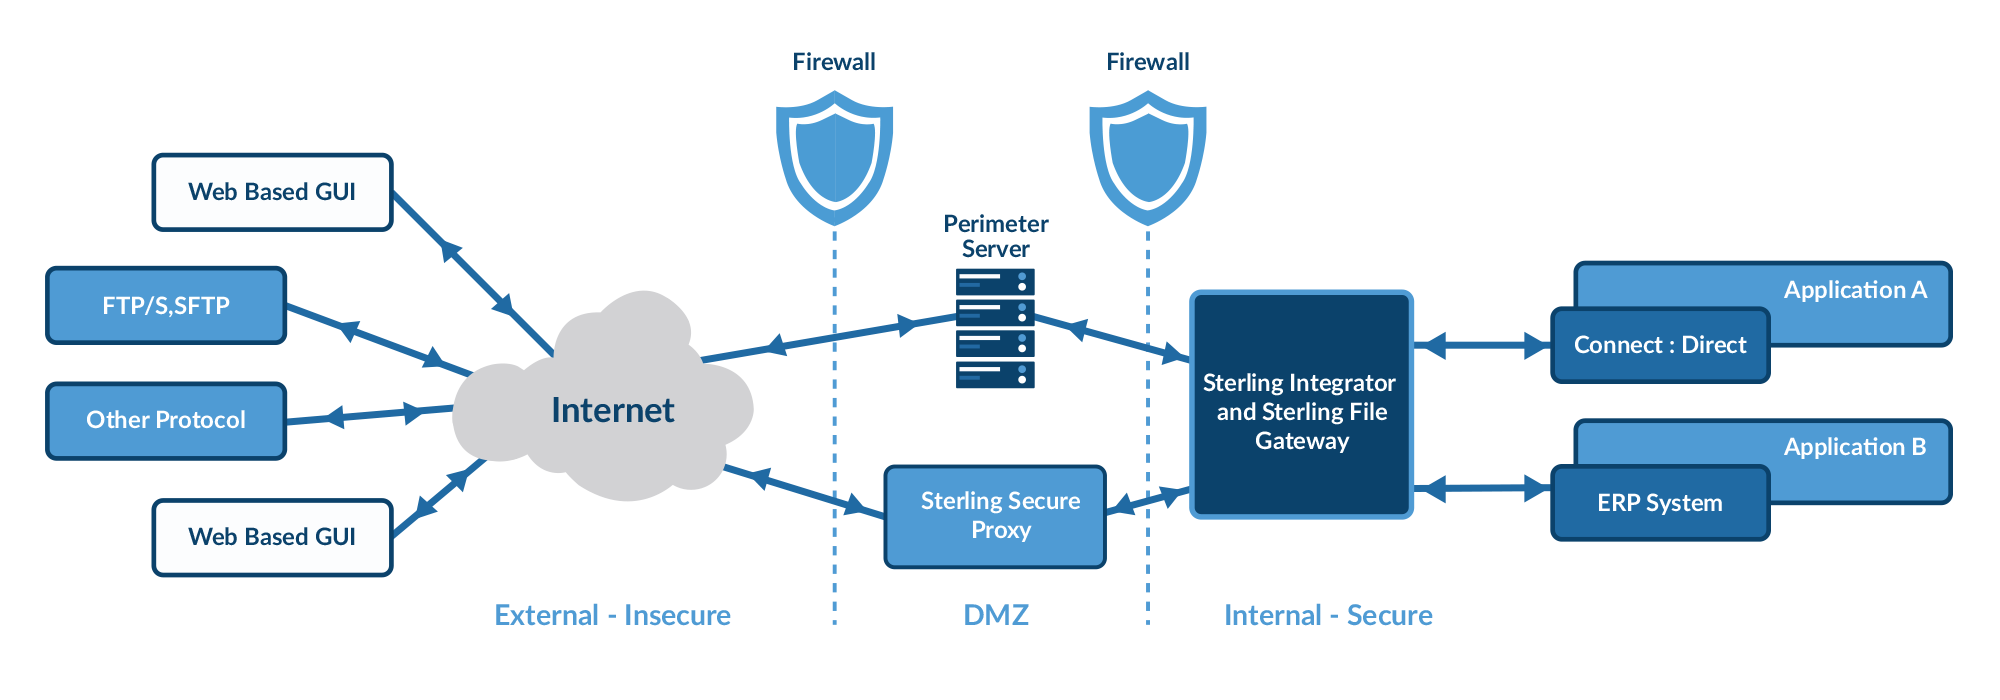 Firewall
Firewall
Web Based GUI
Perimeter
Server
FTP/S,SFTP
Application A
Connect : Direct
Internet
Sterling Integrator
and Sterling File
Gateway
Other Protocol
Application B
Sterling Secure
Proxy
ERP System
Web Based GUI
External - Insecure
DMZ
Internal - Secure